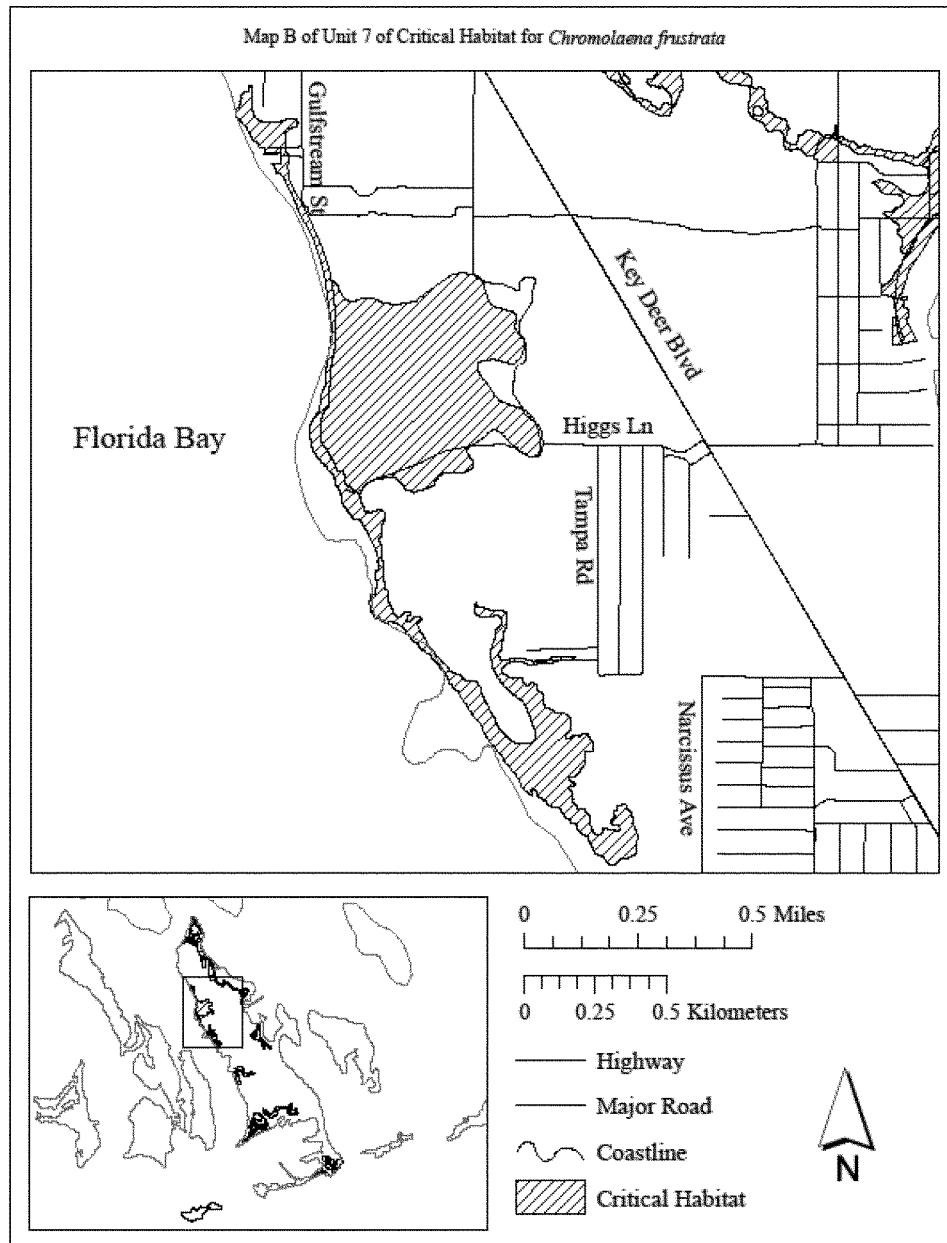 Map B of Unit 7 of Critical Habitat for Chromolaena frustrata
Gulfstream St
Key Deer Blvd
Florida Bay
Higgs Ln
Tampa Rd
Narcissus Ave
0 0.25 0.5 Miles
0 0.25 0.5 Kilometers
Highway
Major Road
Coastline
Critical Habitat
N